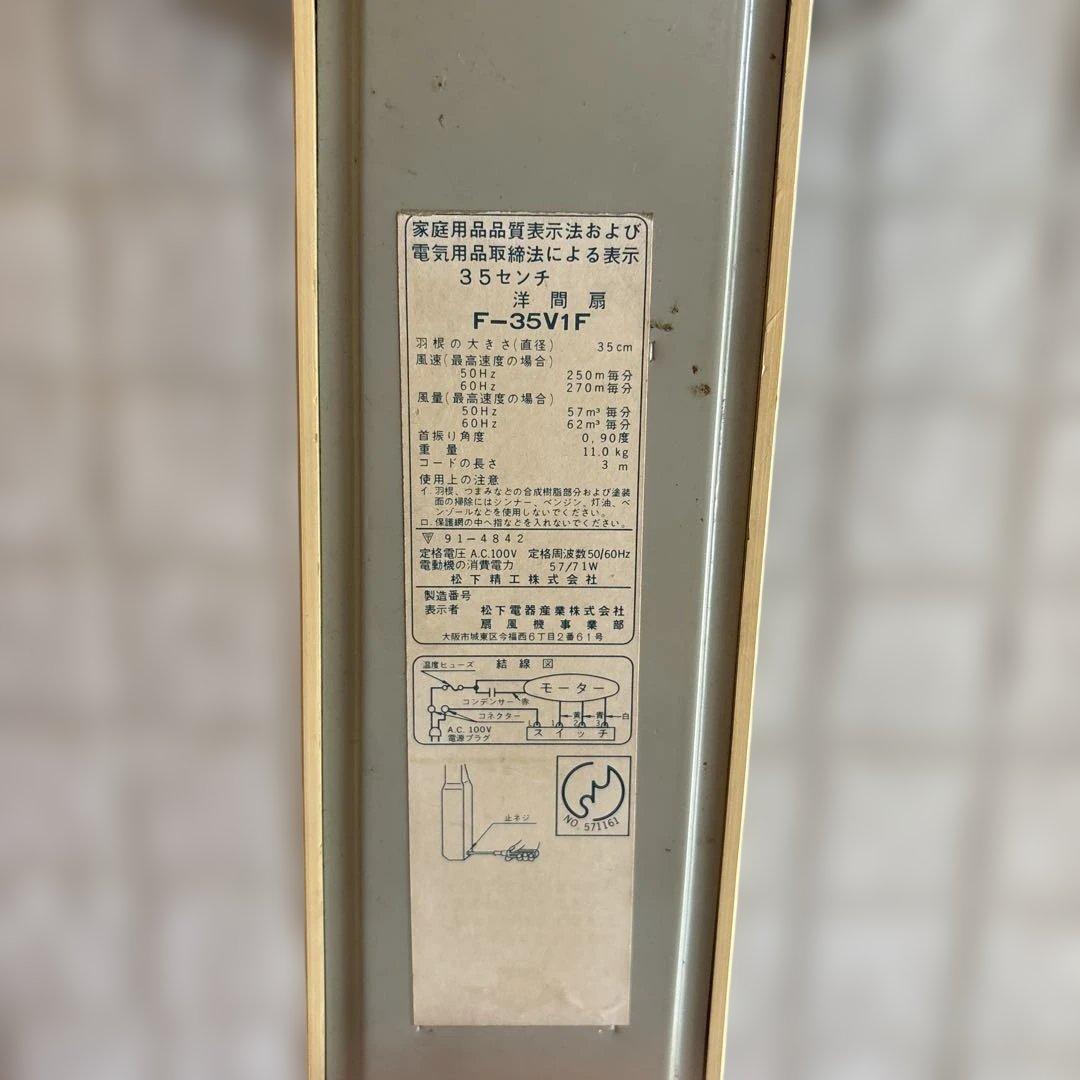 家庭用品品質表示法および
電気用品取締法による表示
35センチ
洋間扇
F-35V1F
羽根の大きさ(直径) 35cm
風速(最高速度の場合)
50Hz 250m毎分
60Hz 270m毎分
風量(最高速度の場合)
50Hz 57m³毎分
60Hz 62m³毎分
首振り角度 0,90度
重量 11.0kg
コードの長さ 3m
使用上の注意
イ.羽根、つまみなどの合成樹脂部分および塗装
面の掃除にはシンナー、ベンジン、灯油、ベ
ンゾールなどを使用しないでください。
ロ.保護網の中へ指などを入れないでください。
91-4842
定格電圧A.C.100V 定格周波数50/60Hz
電動機の消費電力 57/71W
松下精工株式会社
製造番号
表示者 松下電器産業株式会社
扇風機事業部
大阪市城東区今福西6丁目2番61号
結線図
温度ヒューズ
モーター
コンデンサー 赤
コネクター 黄 青 白
L 1 2 3
A.C.100V
電源プラグ
スイッチ
止ネジ
NO. 571161